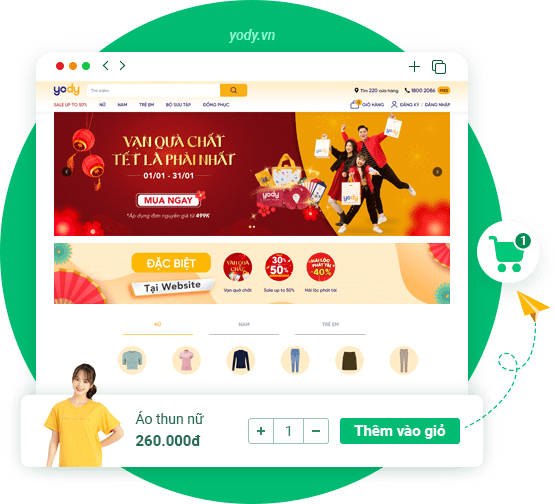 yody.vn
yody
Tìm kiếm
Tìm 220 cửa hàng
1800 2086
FREE
SALE UP TO 50%
NỮ
NAM
TRẺ EM
BỘ SƯU TẬP
ĐỒNG PHỤC
GIỎ HÀNG
ĐĂNG KÝ / ĐĂNG NHẬP
VẠN QUÀ CHẤT
TẾT LÀ PHẢI NHẤT
01/01 - 31/01
MUA NGAY
*Áp dụng đơn nguyên giá từ 499K
yody
yody
yody
ĐẶC BIỆT
Tại Website
VẠN QUÀ CHẤT
Vạn quà chất
30%
50%
Sale up to 50%
HÁI LỘC
PHÁT TÀI
-40%
Hái lộc phát tài
NỮ
NAM
TRẺ EM
1
Áo thun nữ
260.000đ
+ 1 −
Thêm vào giỏ